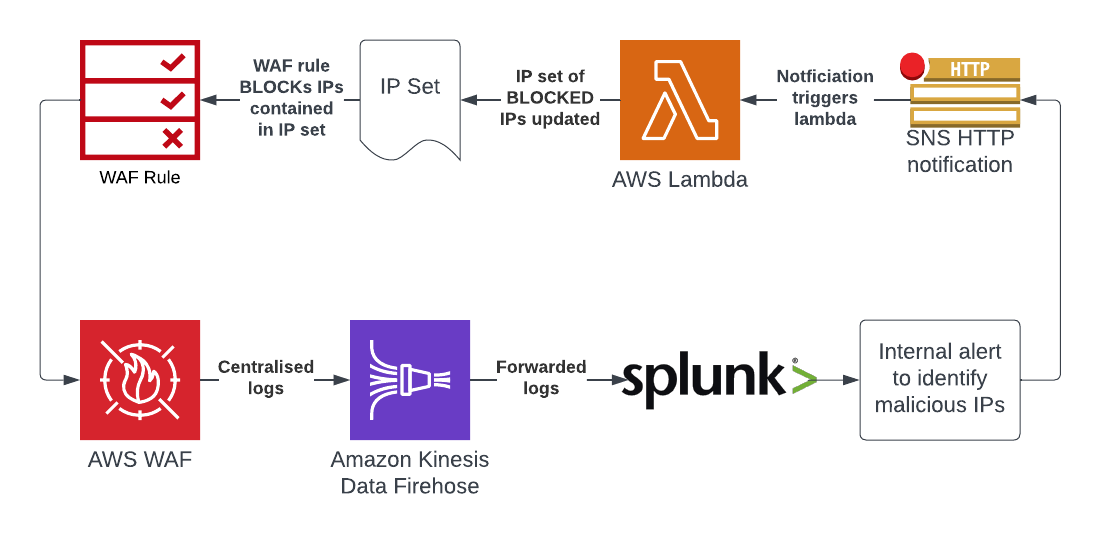 WAF rule
BLOCKs IPs
contained
in IP set
IP Set
IP set of
BLOCKED
IPs updated
Notficiation
triggers
lambda
HTTP
SNS HTTP
notification
AWS Lambda
WAF Rule
Centralised
logs
Forwarded
logs
splunk>
®
Internal alert
to identify
malicious IPs
AWS WAF
Amazon Kinesis
Data Firehose